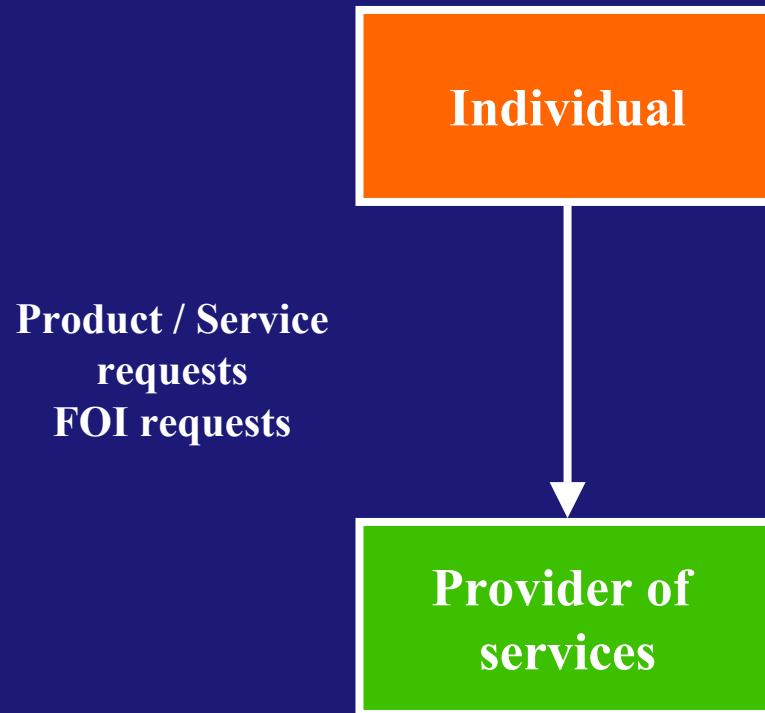 Individual
Product / Service
requests
FOI requests
Provider of
services